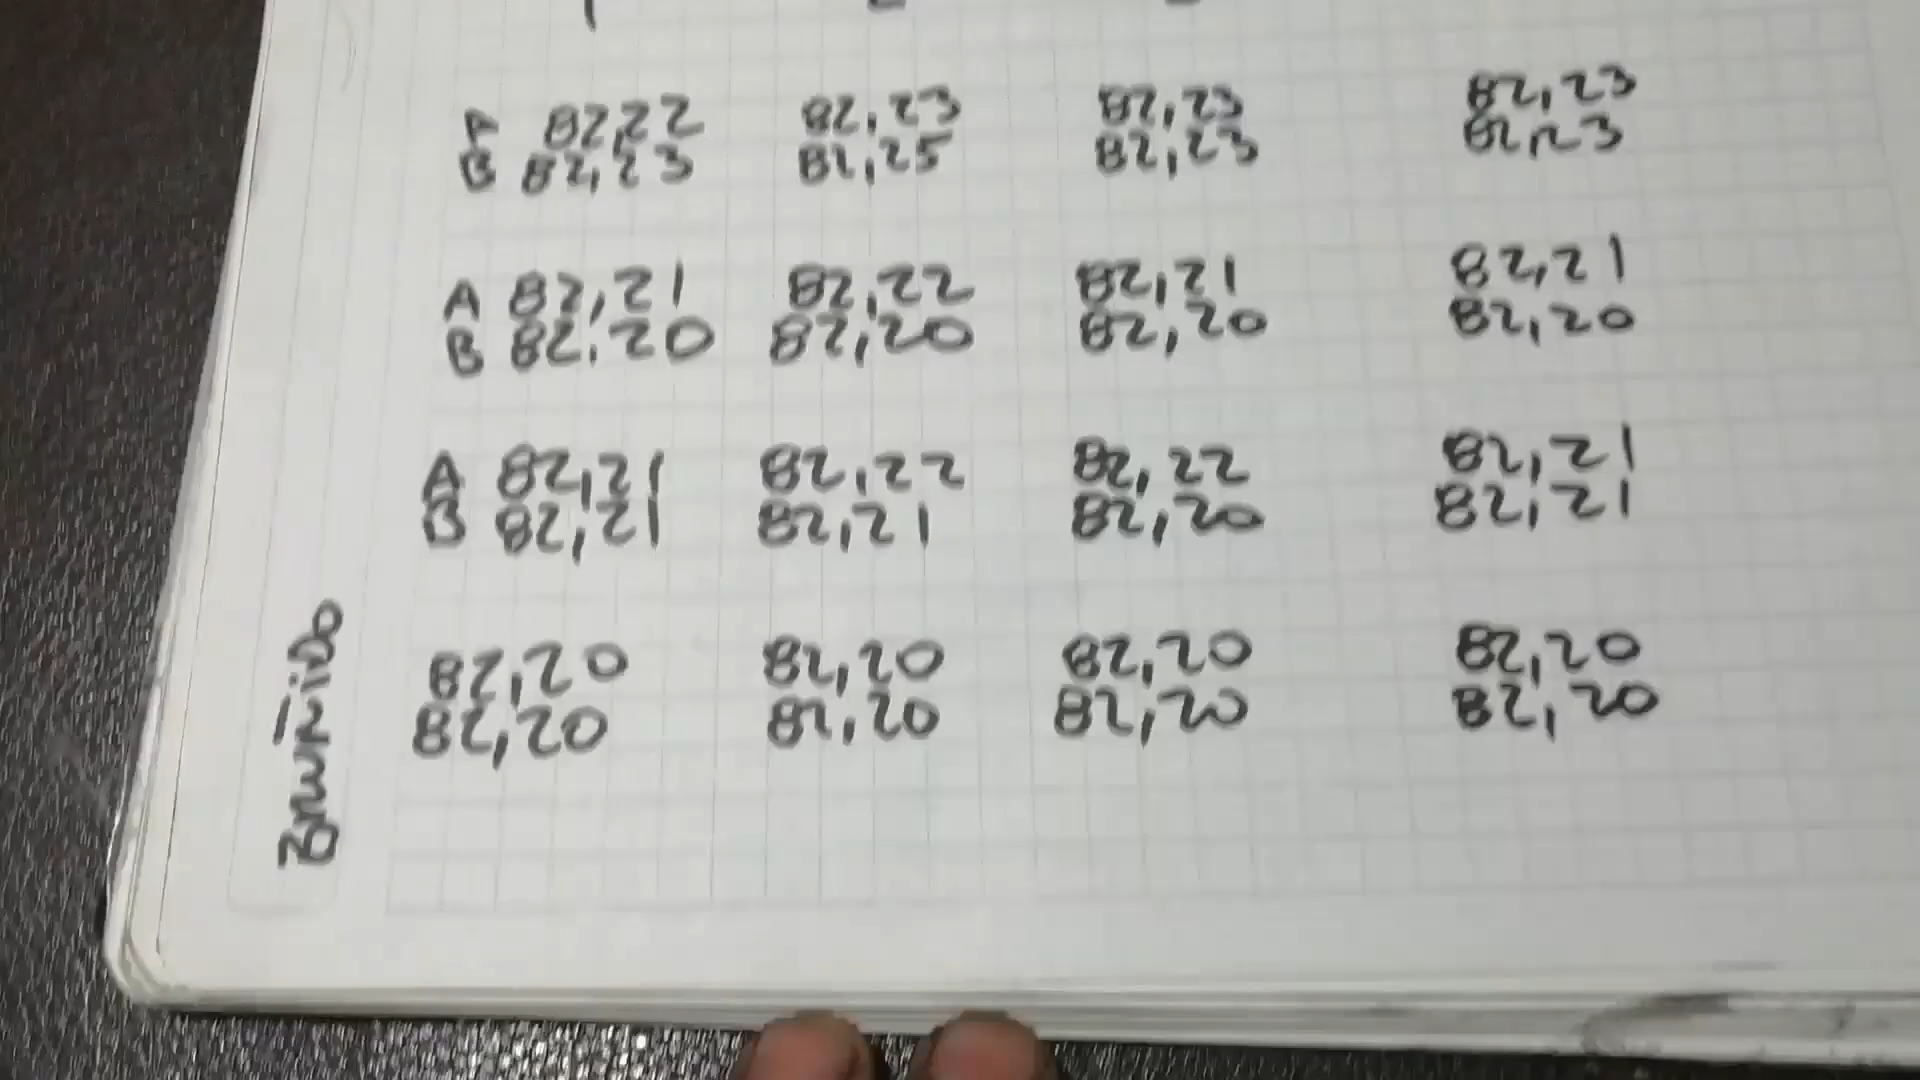 A 82,22 82,23 82,23 82,23
B 82,23 82,25 82,23 82,23
A 82,21 82,22 82,21 82,21
B 82,20 82,20 82,20 82,20
A 82,21 82,22 82,22 82,21
B 82,21 82,21 82,20 82,21
82,20 82,20 82,20 82,20
82,20 82,20 82,20 82,20